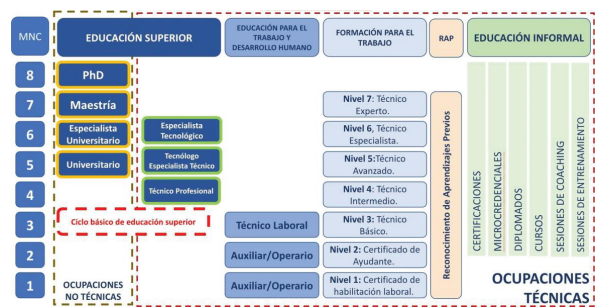 MNC
EDUCACIÓN SUPERIOR
EDUCACIÓN PARA EL
TRABAJO Y
DESARROLLO HUMANO
FORMACIÓN PARA EL
TRABAJO
RAP
EDUCACIÓN INFORMAL
8
PhD
7
Maestría
Nivel 7: Técnico
Experto.
6
Especialista
Universitario
Especialista
Tecnológico
Nivel 6, Técnico
Especialista.
5
Universitario
Tecnólogo
Especialista Técnico
Nivel 5:Técnico
Avanzado.
4
Técnico Profesional
Nivel 4: Técnico
Intermedio.
3
Ciclo básico de educación superior
Técnico Laboral
Nivel 3: Técnico
Básico.
2
Auxiliar/Operario
Nivel 2: Certificado de
Ayudante.
1
Auxiliar/Operario
Nivel 1: Certificado de
habilitación laboral.
Reconocimiento de Aprendizajes Previos
CERTIFICACIONES
MICROCREDENCIALES
DIPLOMADOS
CURSOS
SESIONES DE COACHING
SESIONES DE ENTRENAMIENTO
OCUPACIONES
NO TÉCNICAS
OCUPACIONES
TÉCNICAS